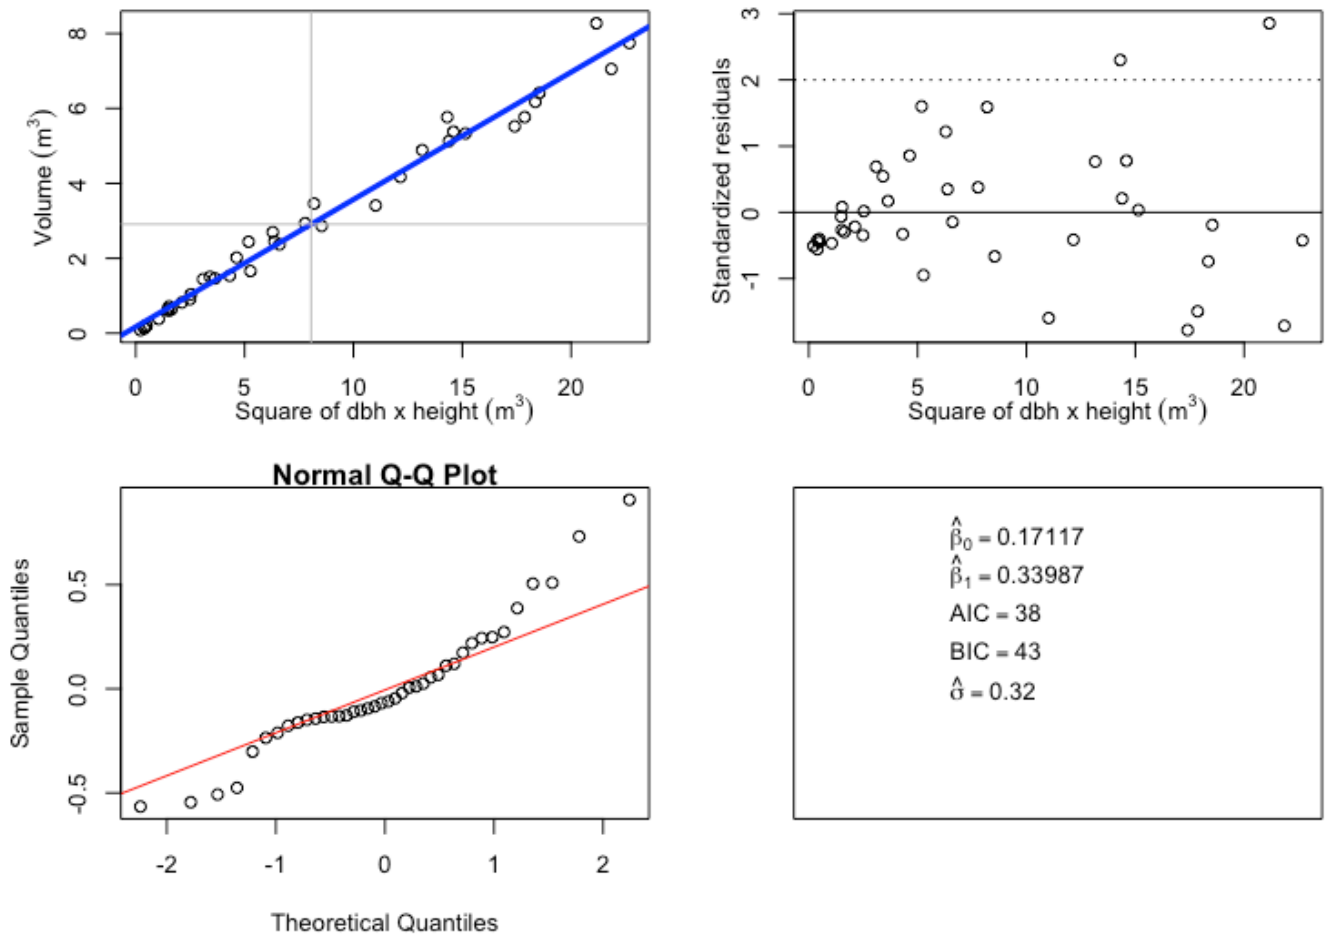 8
6
4
2
0
Volume (m³)
0 5 10 15 20
Square of dbh x height (m³)
3
2
1
0
-1
Standardized residuals
0 5 10 15 20
Square of dbh x height (m³)
Normal Q-Q Plot
0.5
0.0
-0.5
Sample Quantiles
-2 -1 0 1 2
Theoretical Quantiles
β̂₀ = 0.17117
β̂₁ = 0.33987
AIC = 38
BIC = 43
σ̂ = 0.32